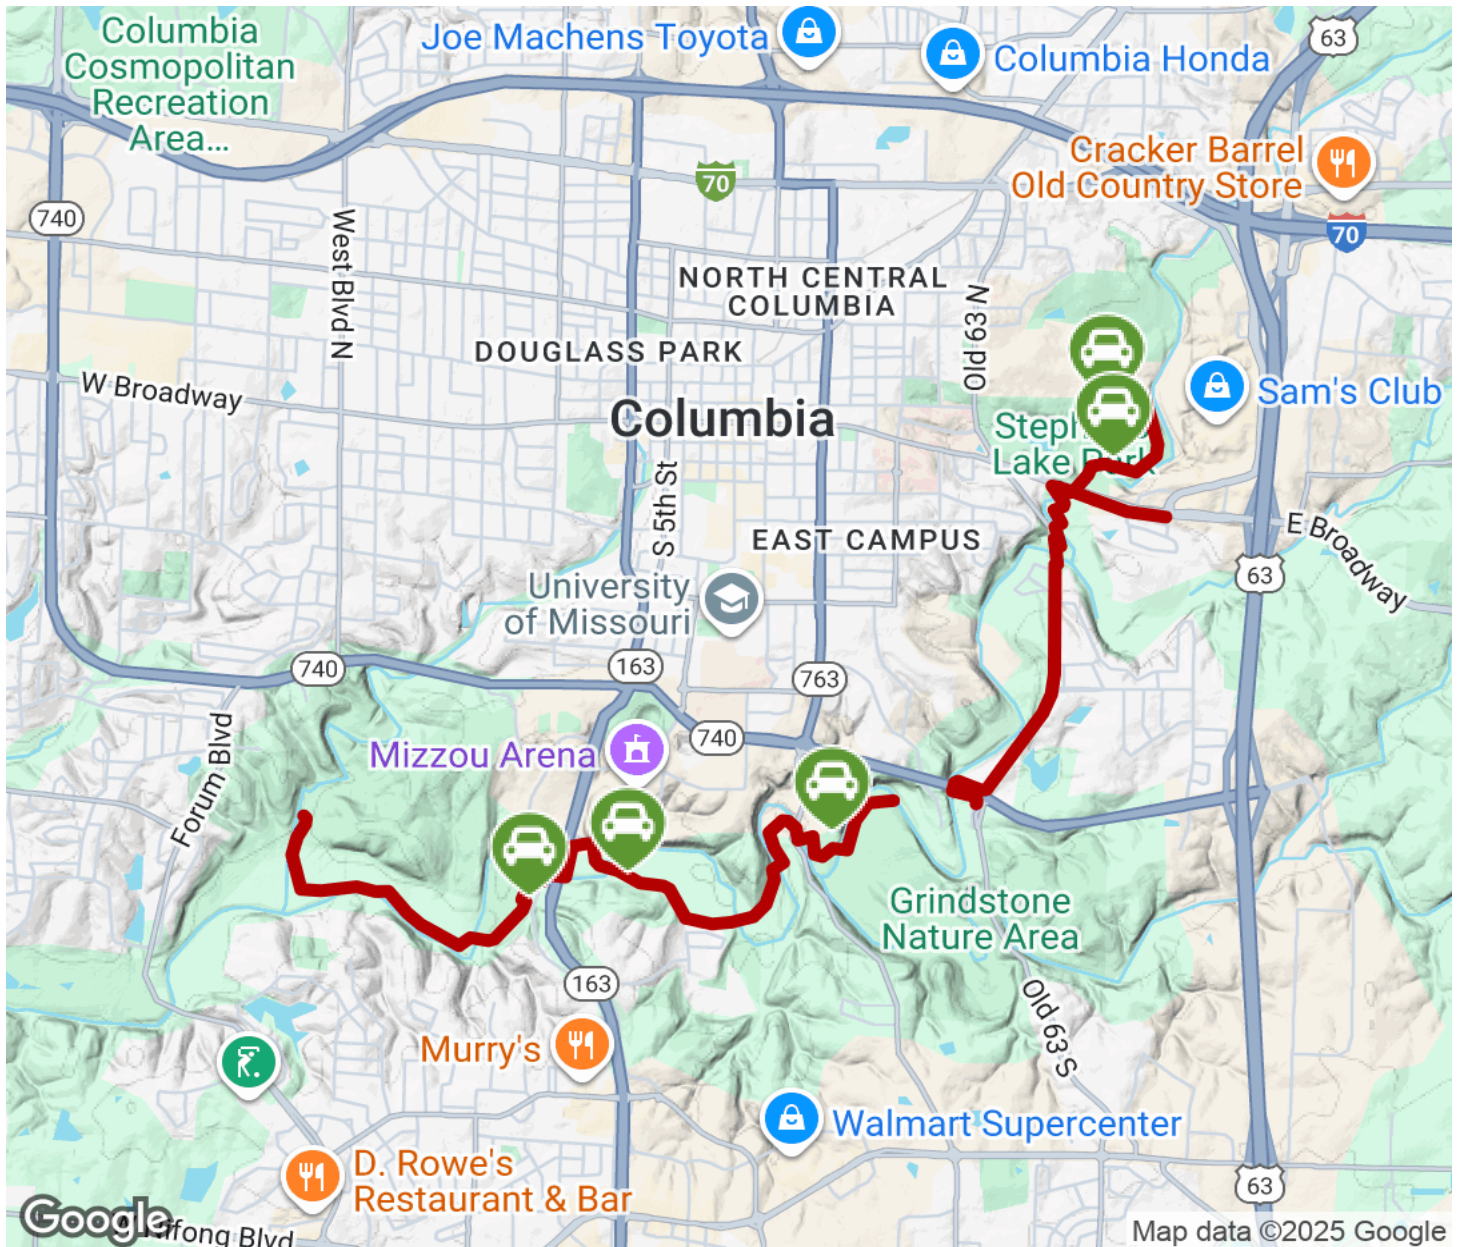 Columbia
Cosmopolitan
Recreation
Area...
Joe Machens Toyota
Columbia Honda
63
Cracker Barrel
Old Country Store
70
70
740
West Blvd N
NORTH CENTRAL
COLUMBIA
Old 63 N
DOUGLASS PARK
W Broadway
Columbia
Sam's Club
Lake Park
S 5th St
EAST CAMPUS
E Broadway
University
of Missouri
63
740
163
763
Forum Blvd
Mizzou Arena
740
Grindstone
Nature Area
163
Old 63 S
Murry's
Walmart Supercenter
D. Rowe's
Restaurant & Bar
63
Google
Nifong Blvd
Map data ©2025 Google